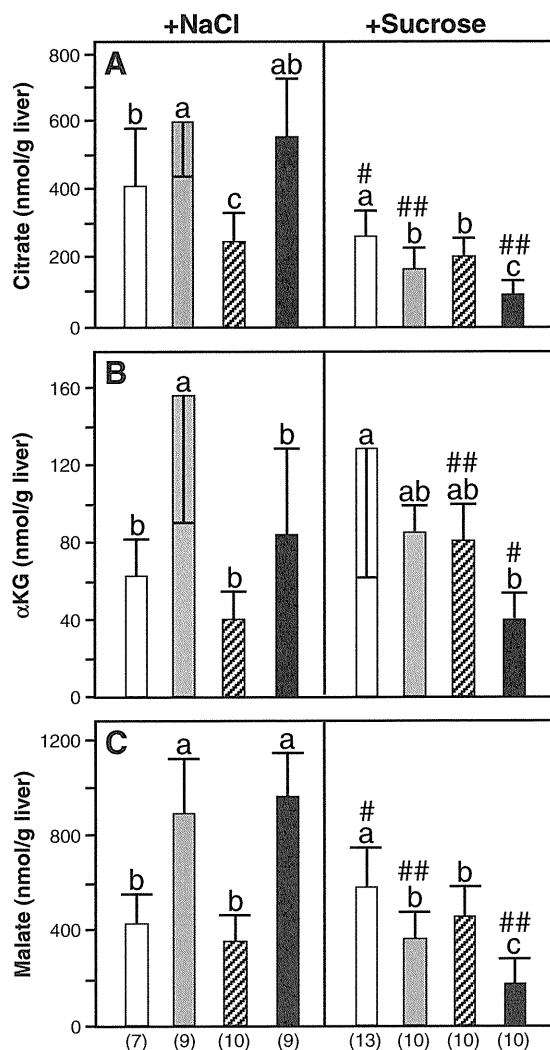 +NaCl +Sucrose
A
Citrate (nmol/g liver)
800
600
400
200
0
b a c ab
# ## ##
a b b c
B
αKG (nmol/g liver)
160
120
80
40
0
b a b b
## #
a ab ab b
C
Malate (nmol/g liver)
1200
800
400
0
b a b a
# ## ##
a b b c
(7) (9) (10) (9) (13) (10) (10) (10)